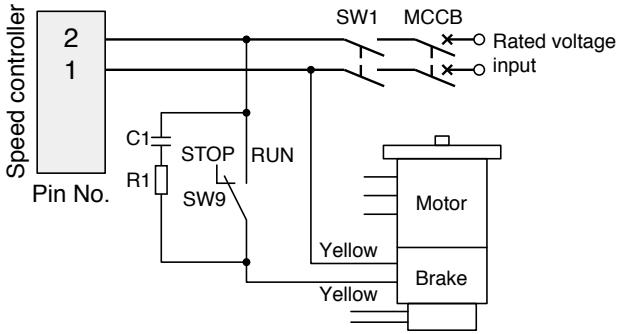 SW1 MCCB
Speed controller
2
1
Rated voltage
input
C1
STOP RUN
R1
SW9
Pin No.
Motor
Yellow
Brake
Yellow